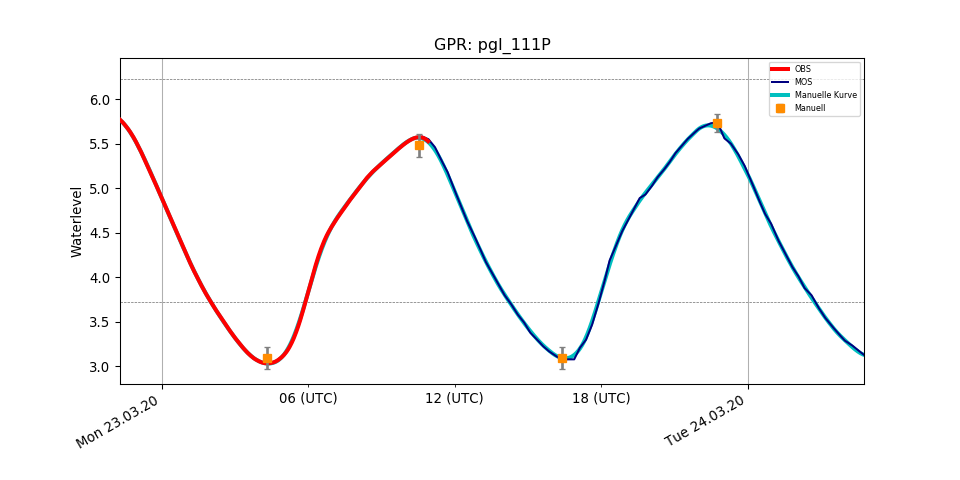 GPR: pgl_111P
OBS
MOS
Manuelle Kurve
Manuell
Waterlevel
6.0
5.5
5.0
4.5
4.0
3.5
3.0
Mon 23.03.20
06 (UTC)
12 (UTC)
18 (UTC)
Tue 24.03.20